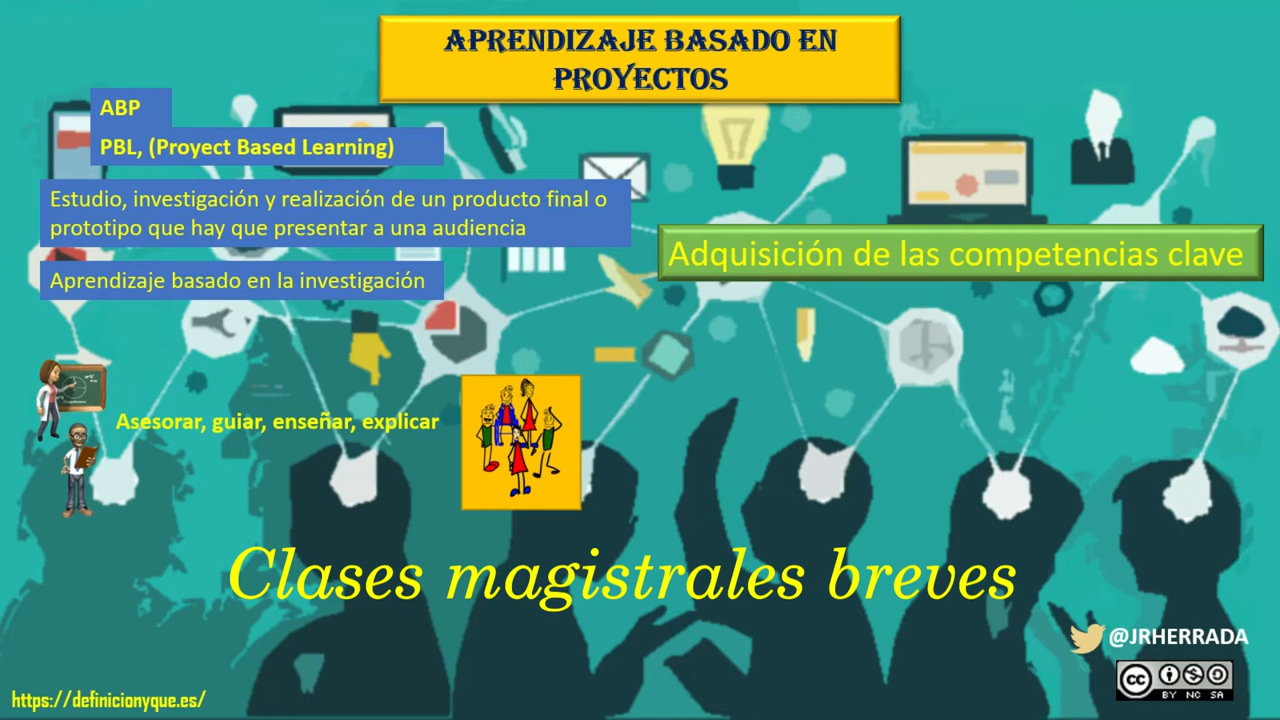 APRENDIZAJE BASADO EN
PROYECTOS
ABP
PBL, (Proyect Based Learning)
Estudio, investigación y realización de un producto final o
prototipo que hay que presentar a una audiencia
Aprendizaje basado en la investigación
Adquisición de las competencias clave
Asesorar, guiar, enseñar, explicar
Clases magistrales breves
@JRHERRADA
cc
BY NC SA
https://definicionyque.es/